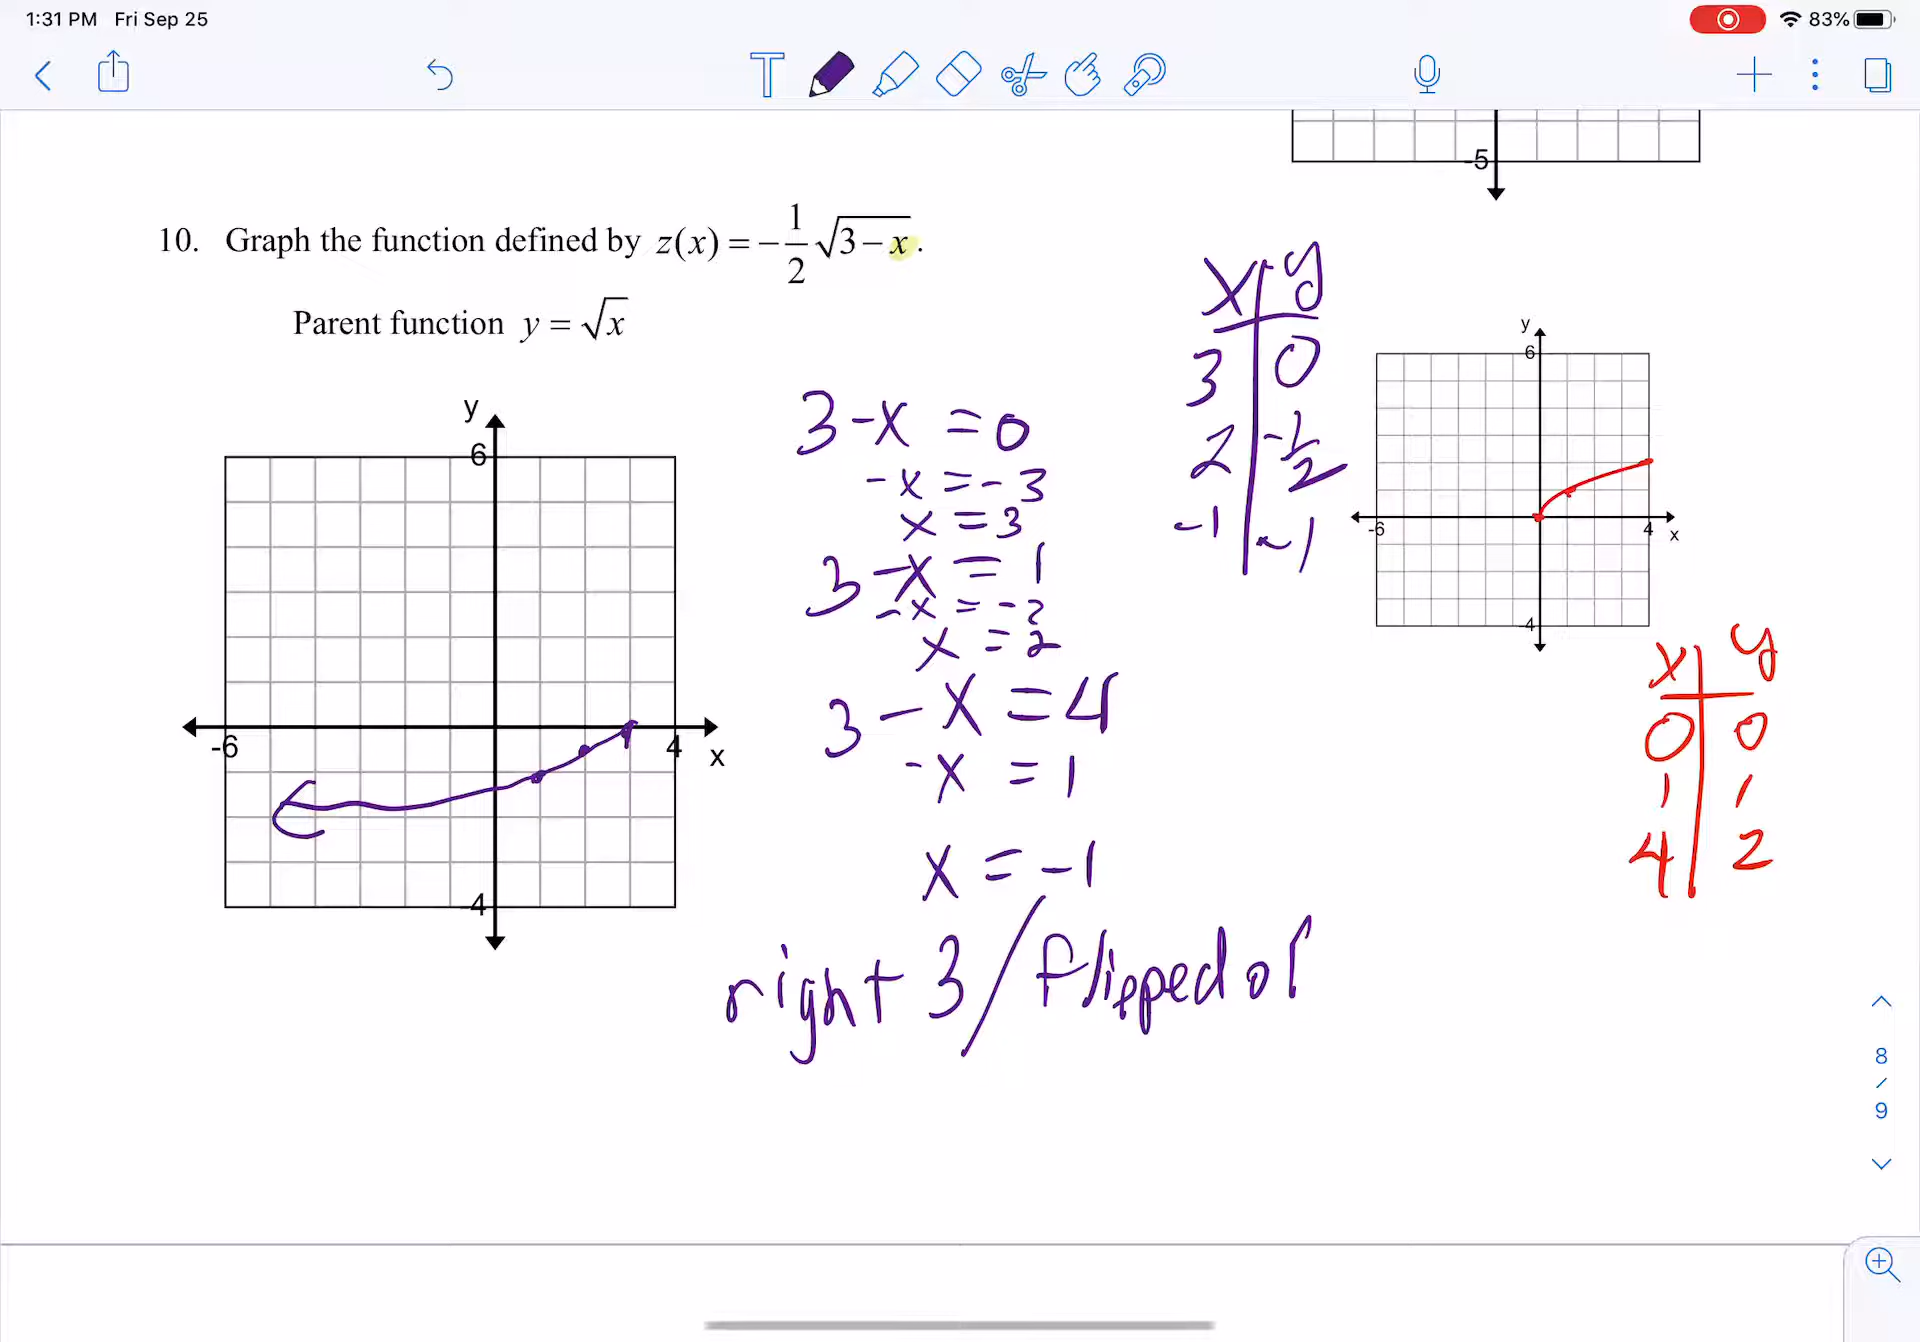 1:31 PM Fri Sep 25
83%
T
-5
10. Graph the function defined by z(x) = -1/2 √(3-x).
Parent function y = √x
y
6
-6
4
x
-4
3-x = 0
-x = -3
x = 3
3-x = 1
-x = -2
x = 2
3-x = 4
-x = 1
x = -1
right 3/flipped of
x y
3 0
2 -1/2
-1 -1
y
6
-6
4
x
-4
x y
0 0
1 1
4 2
8
/
9